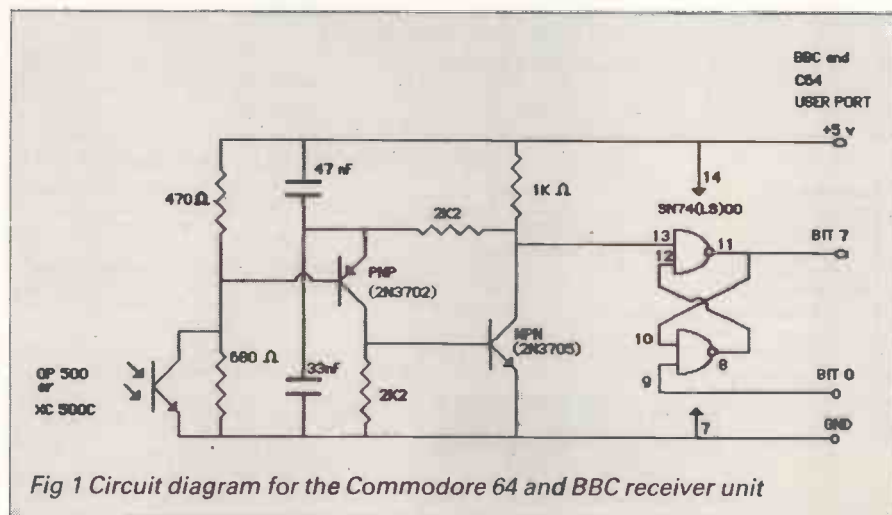 BBC and
C64
USER PORT
+5 v
47 nF
14
470Ω
1K Ω
SN74(LS)00
2K2
13
11
BIT 7
12
PNP
(2N3702)
10
NPN
(2N3705)
OP 500
or
XC 500C
680 Ω
33nF
8
2K2
9
BIT 0
7
GND
Fig 1 Circuit diagram for the Commodore 64 and BBC receiver unit